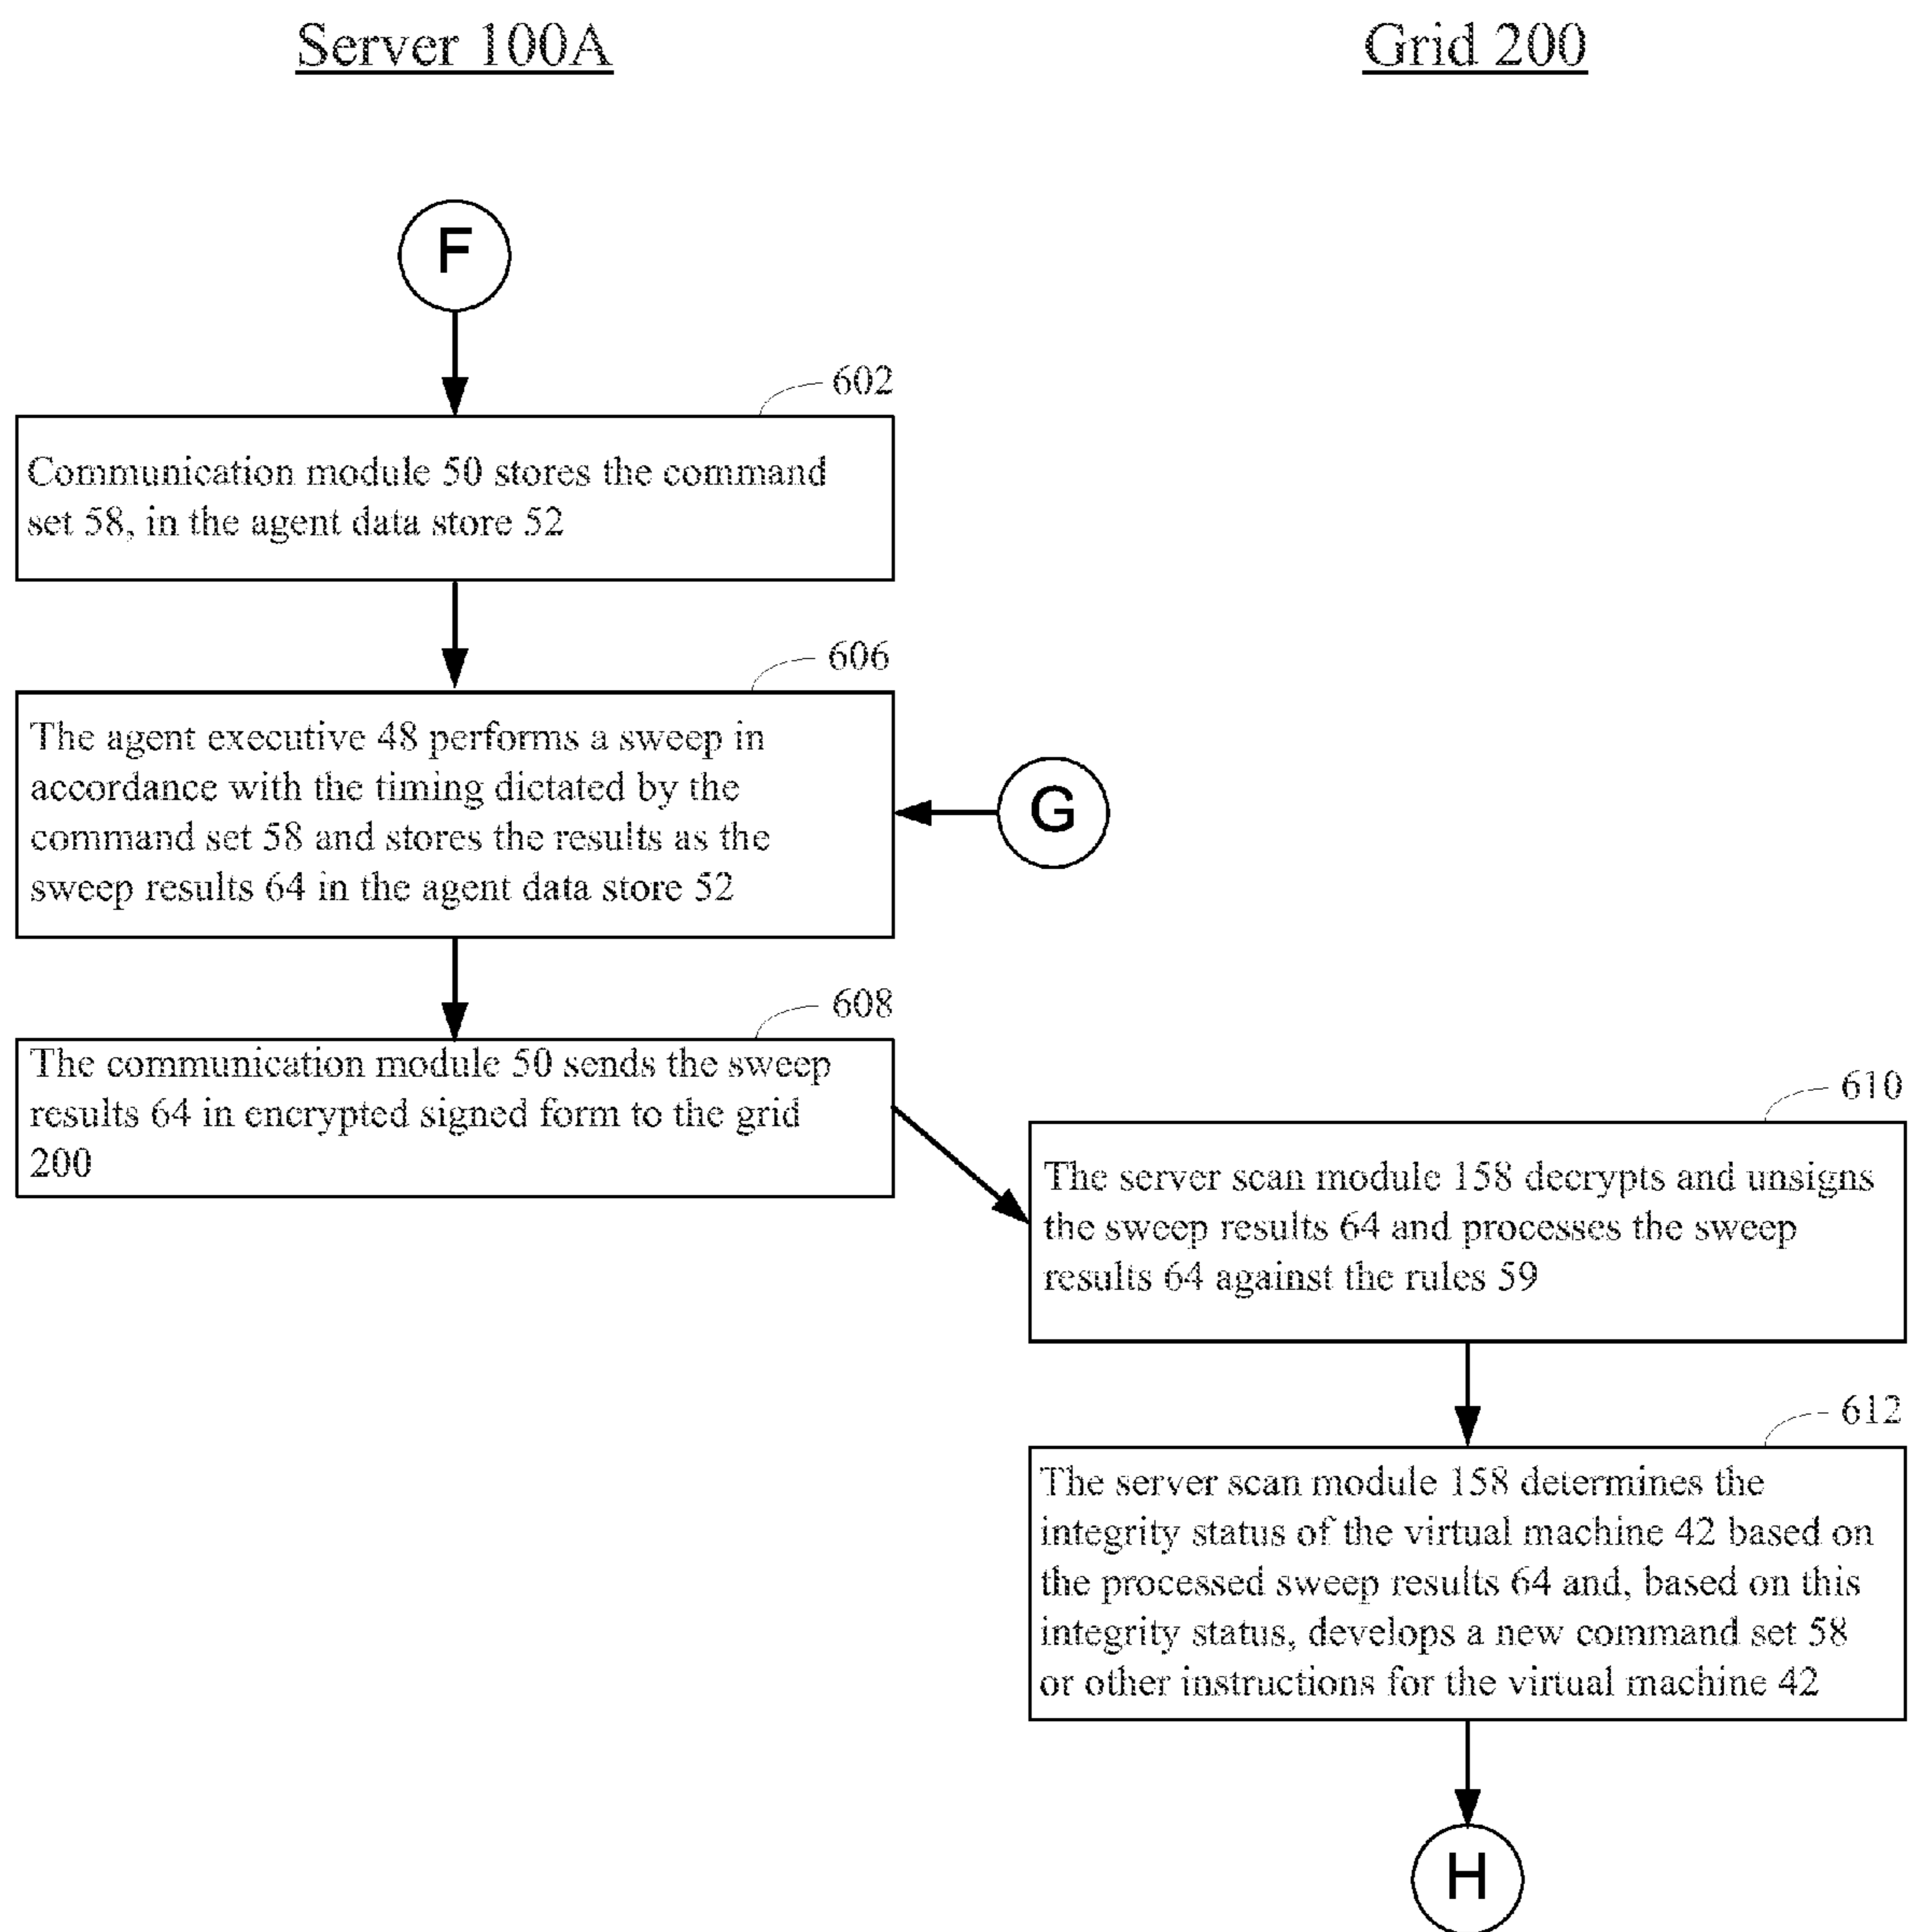 Server 100A
Grid 200
F
602
Communication module 50 stores the command
set 58, in the agent data store 52
606
The agent executive 48 performs a sweep in
accordance with the timing dictated by the
command set 58 and stores the results as the
sweep results 64 in the agent data store 52
G
608
The communication module 50 sends the sweep
results 64 in encrypted signed form to the grid
200
610
The server scan module 158 decrypts and unsigns
the sweep results 64 and processes the sweep
results 64 against the rules 59
612
The server scan module 158 determines the
integrity status of the virtual machine 42 based on
the processed sweep results 64 and, based on this
integrity status, develops a new command set 58
or other instructions for the virtual machine 42
H